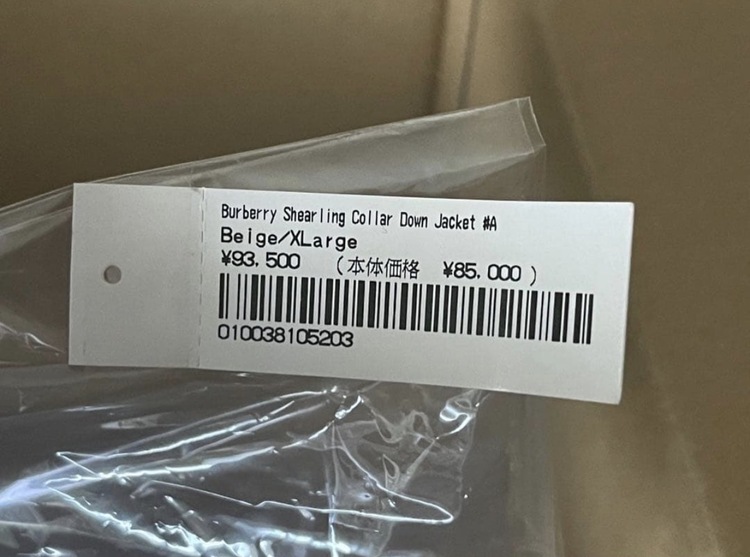 Burberry Shearling Collar Down Jacket #A
Beige/XLarge
¥93,500 (本体価格 ¥85,000)
010038105203